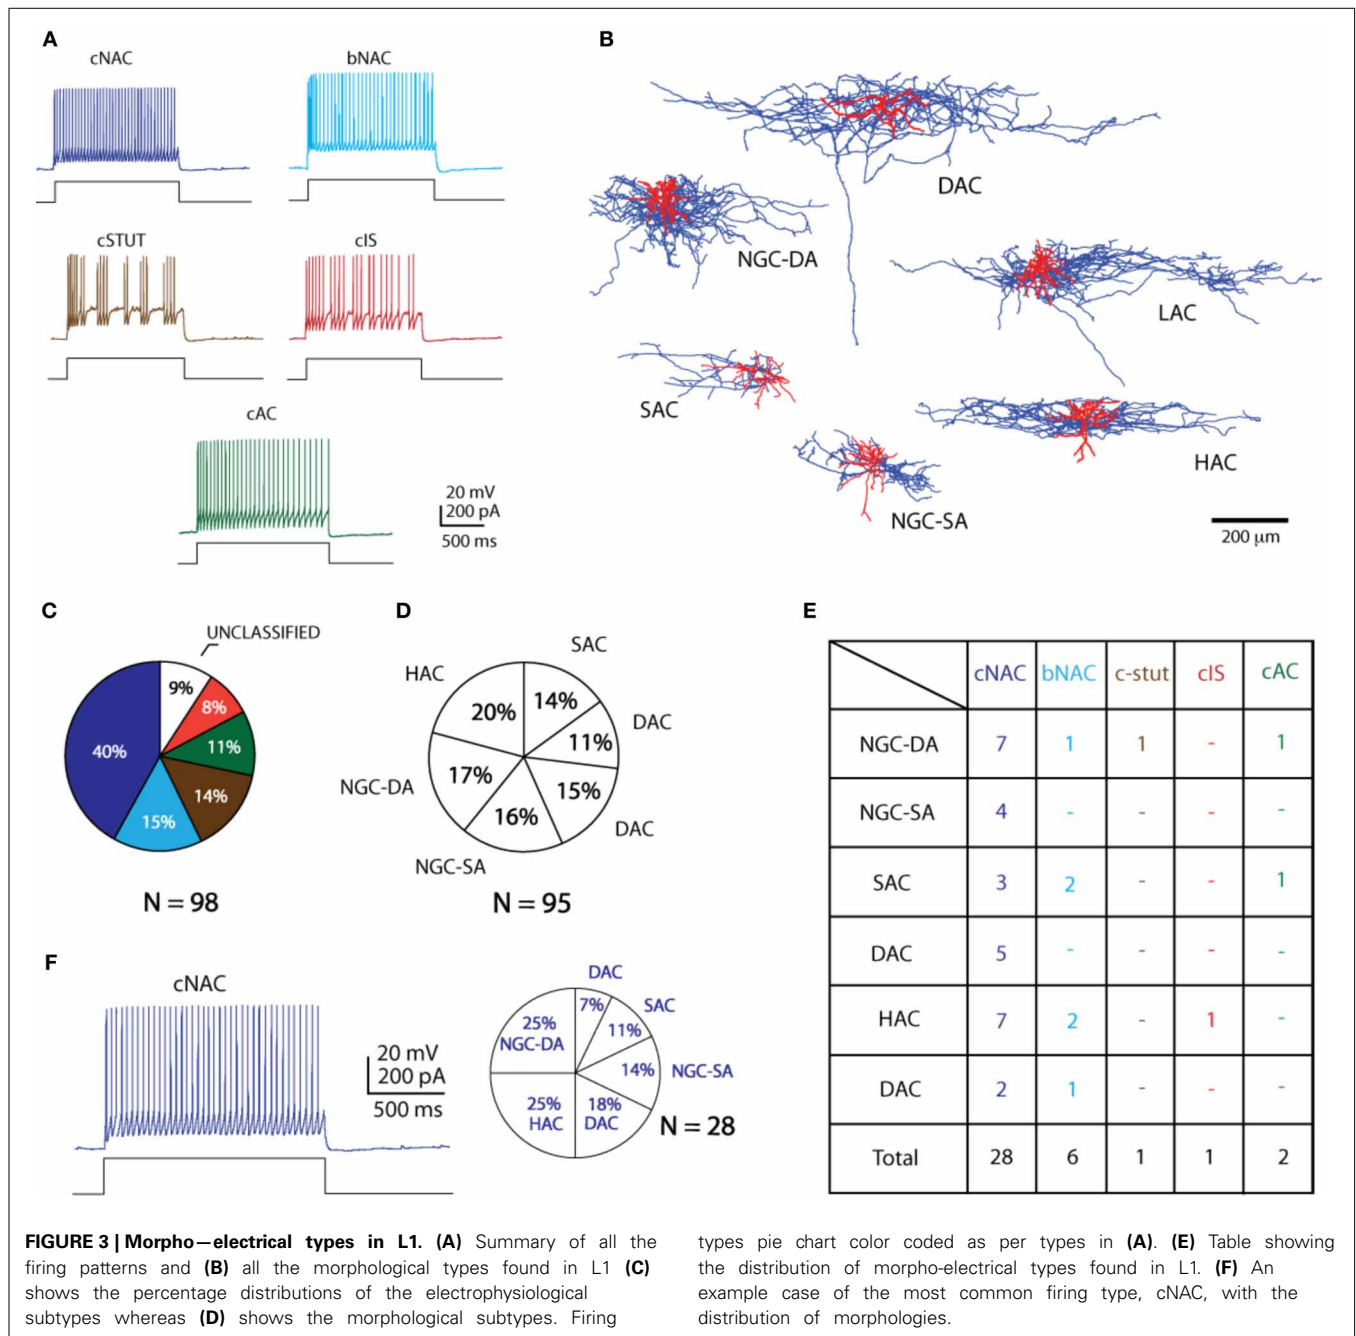 A
cNAC
bNAC
cSTUT
cIS
cAC
20 mV
200 pA
500 ms
B
DAC
NGC-DA
LAC
SAC
HAC
NGC-SA
200 µm
C
UNCLASSIFIED
9%
8%
11%
14%
15%
40%
N = 98
D
SAC
HAC
14%
20%
DAC
11%
17%
NGC-DA
15%
16%
DAC
NGC-SA
N = 95
E
cNAC bNAC c-stut cIS cAC
NGC-DA 7 1 1 - 1
NGC-SA 4 - - - -
SAC 3 2 - - 1
DAC 5 - - - -
HAC 7 2 - 1 -
DAC 2 1 - - -
Total 28 6 1 1 2
F
cNAC
20 mV
200 pA
500 ms
DAC
7%
SAC
11%
25%
NGC-DA
14%
NGC-SA
25%
HAC
18%
DAC
N = 28
FIGURE 3 | Morpho—electrical types in L1. (A) Summary of all the
firing patterns and (B) all the morphological types found in L1 (C)
shows the percentage distributions of the electrophysiological
subtypes whereas (D) shows the morphological subtypes. Firing
types pie chart color coded as per types in (A). (E) Table showing
the distribution of morpho-electrical types found in L1. (F) An
example case of the most common firing type, cNAC, with the
distribution of morphologies.